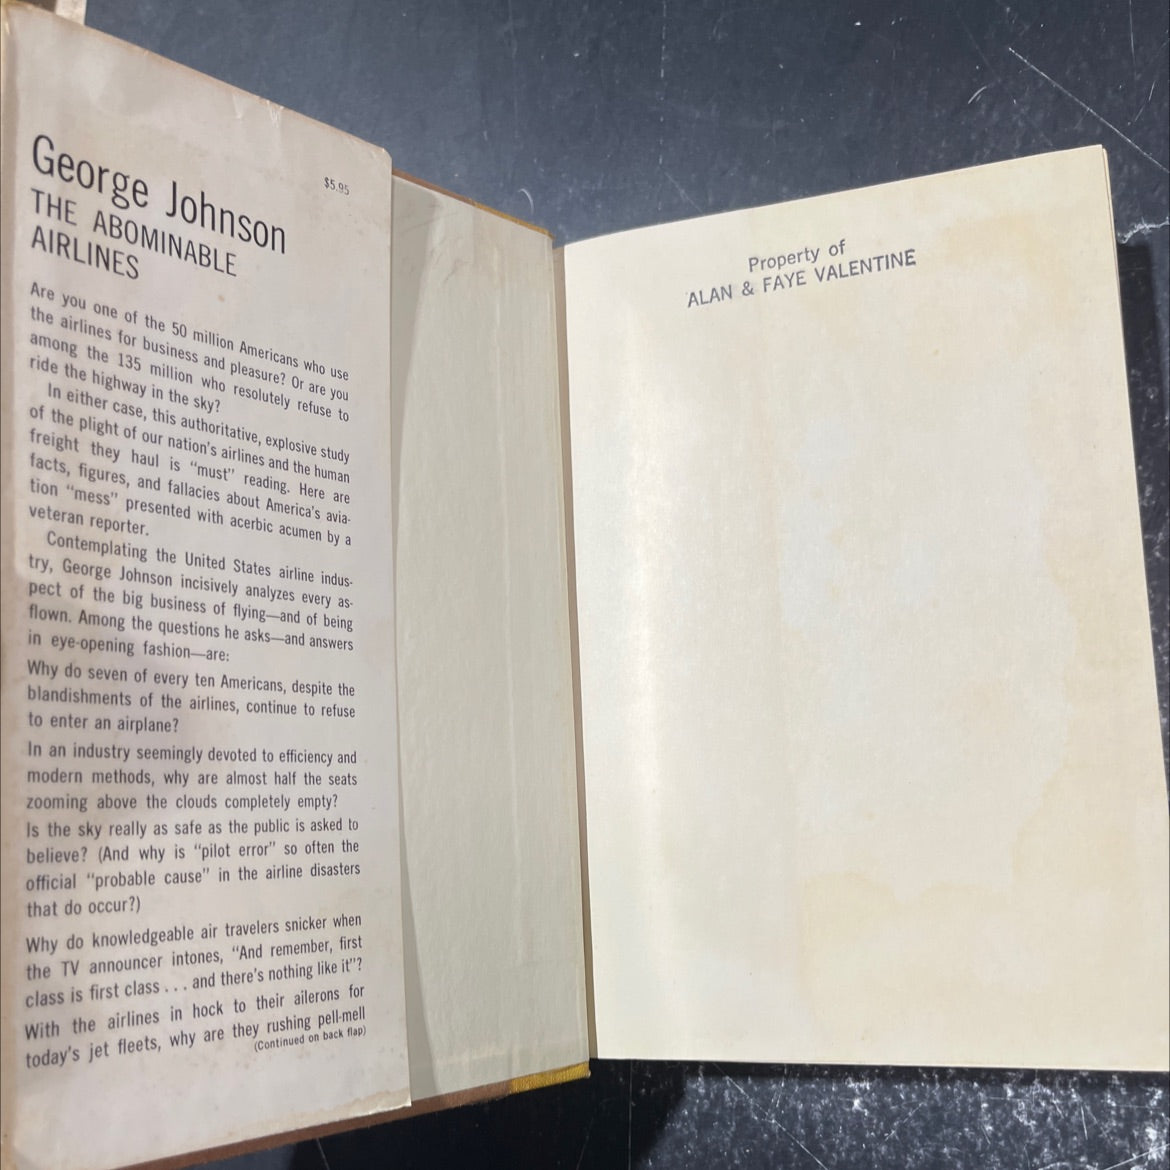 George Johnson
$5.95
THE ABOMINABLE
AIRLINES
Are you one of the 50 million Americans who use
the airlines for business and pleasure? Or are you
among the 135 million who resolutely refuse to
ride the highway in the sky?
In either case, this authoritative, explosive study
of the plight of our nation's airlines and the human
freight they haul is "must" reading. Here are
facts, figures, and fallacies about America's avia-
tion "mess" presented with acerbic acumen by a
veteran reporter.
Contemplating the United States airline indus-
try, George Johnson incisively analyzes every as-
pect of the big business of flying—and of being
flown. Among the questions he asks—and answers
in eye-opening fashion—are:
Why do seven of every ten Americans, despite the
blandishments of the airlines, continue to refuse
to enter an airplane?
In an industry seemingly devoted to efficiency and
modern methods, why are almost half the seats
zooming above the clouds completely empty?
Is the sky really as safe as the public is asked to
believe? (And why is "pilot error" so often the
official "probable cause" in the airline disasters
that do occur?)
Why do knowledgeable air travelers snicker when
the TV announcer intones, "And remember, first
class is first class . . . and there's nothing like it"?
With the airlines in hock to their ailerons for
today's jet fleets, why are they rushing pell-mell
(Continued on back flap)
Property of
ALAN & FAYE VALENTINE